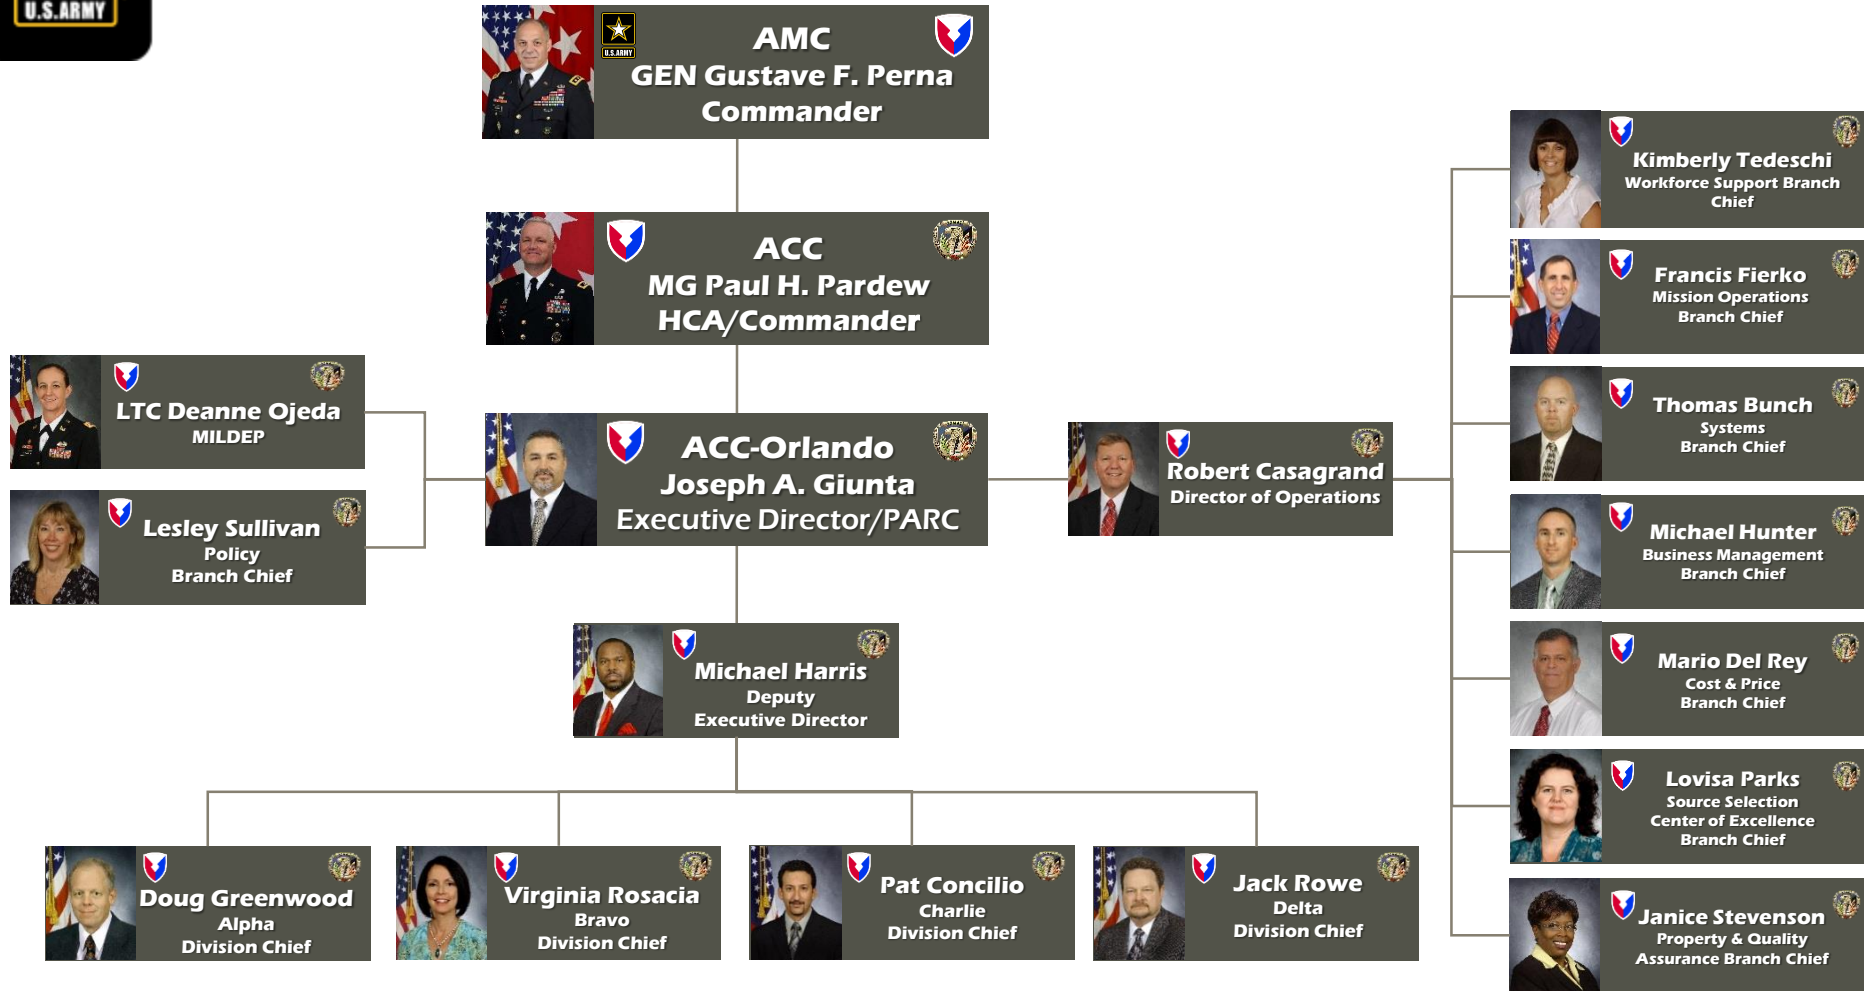 U.S.ARMY
U.S.ARMY
AMC
GEN Gustave F. Perna
Commander
ACC
MG Paul H. Pardew
HCA/Commander
LTC Deanne Ojeda
MILDEP
Lesley Sullivan
Policy
Branch Chief
ACC-Orlando
Joseph A. Giunta
Executive Director/PARC
Robert Casagrand
Director of Operations
Michael Harris
Deputy
Executive Director
Doug Greenwood
Alpha
Division Chief
Virginia Rosacia
Bravo
Division Chief
Pat Concilio
Charlie
Division Chief
Jack Rowe
Delta
Division Chief
Kimberly Tedeschi
Workforce Support Branch
Chief
Francis Fierko
Mission Operations
Branch Chief
Thomas Bunch
Systems
Branch Chief
Michael Hunter
Business Management
Branch Chief
Mario Del Rey
Cost & Price
Branch Chief
Lovisa Parks
Source Selection
Center of Excellence
Branch Chief
Janice Stevenson
Property & Quality
Assurance Branch Chief